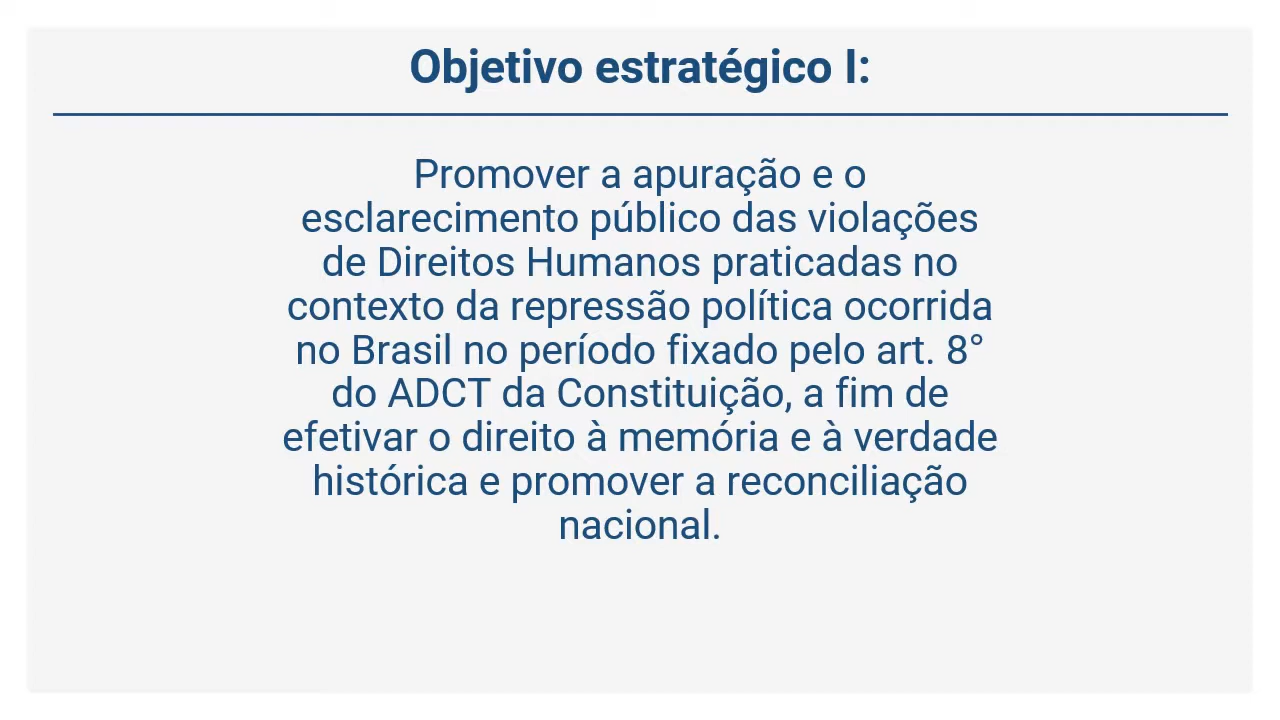 Objetivo estratégico I:
Promover a apuração e o
esclarecimento público das violações
de Direitos Humanos praticadas no
contexto da repressão política ocorrida
no Brasil no período fixado pelo art. 8°
do ADCT da Constituição, a fim de
efetivar o direito à memória e à verdade
histórica e promover a reconciliação
nacional.